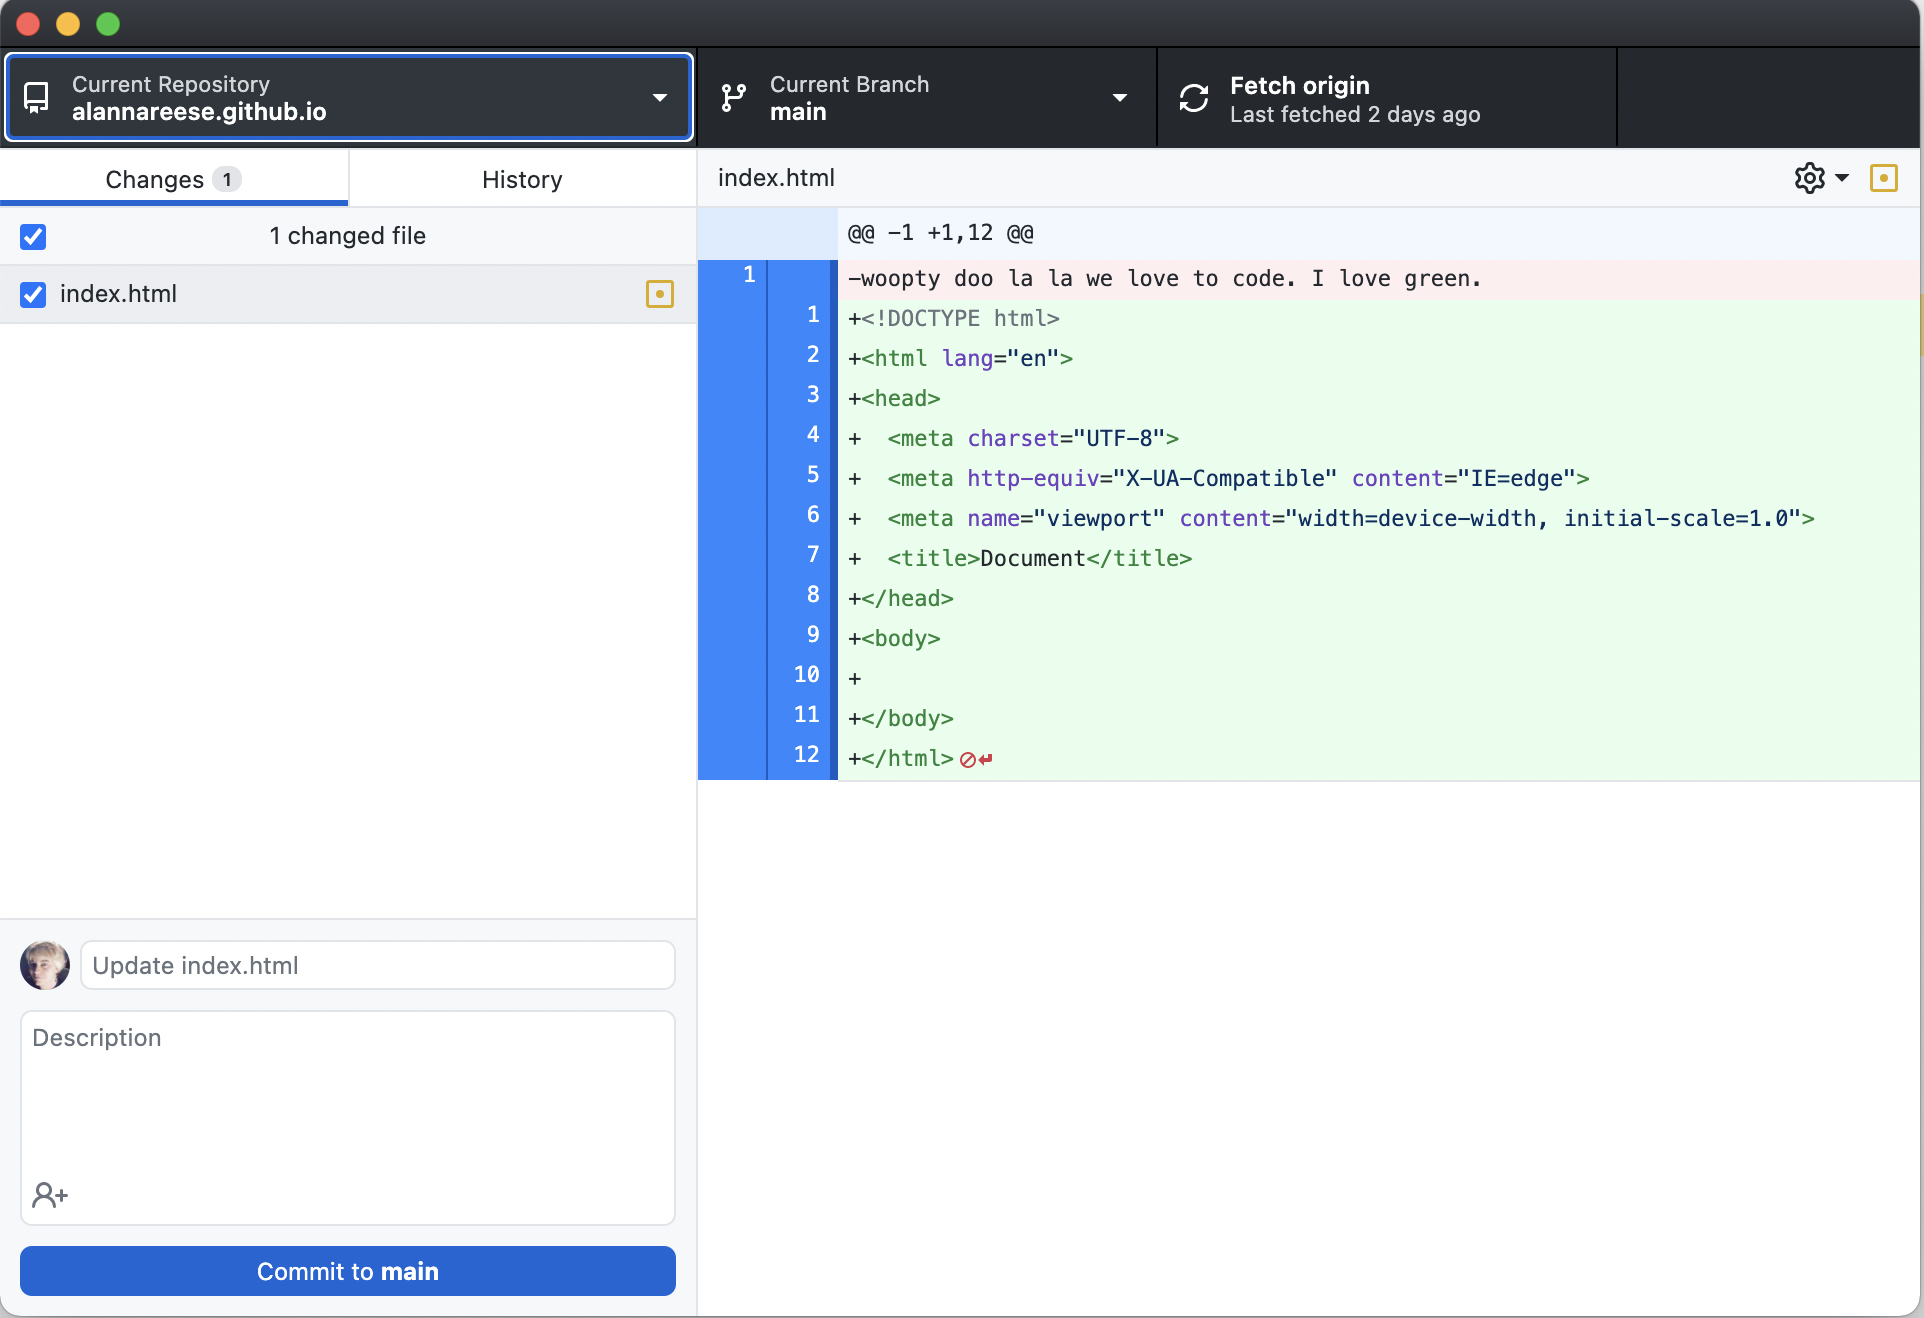 Current Repository
alannareese.github.io
Current Branch
main
Fetch origin
Last fetched 2 days ago
Changes 1
History
1 changed file
index.html
index.html
@@ -1 +1,12 @@
1 -woopty doo la la we love to code. I love green.
1 +<!DOCTYPE html>
2 +<html lang="en">
3 +<head>
4 +  <meta charset="UTF-8">
5 +  <meta http-equiv="X-UA-Compatible" content="IE=edge">
6 +  <meta name="viewport" content="width=device-width, initial-scale=1.0">
7 +  <title>Document</title>
8 +</head>
9 +<body>
10 +
11 +</body>
12 +</html>
Update index.html
Description
Commit to main